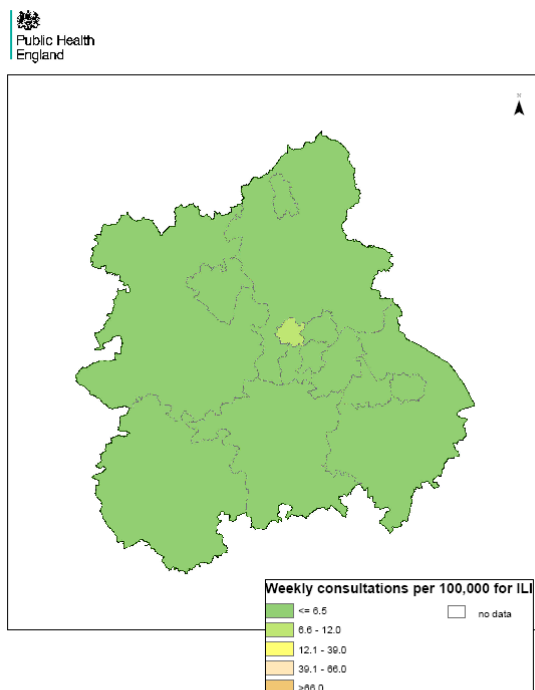 Public Health
England
N
Weekly consultations per 100,000 for ILI
<= 6.5
no data
6.6 - 12.0
12.1 - 39.0
39.1 - 66.0
>66.0